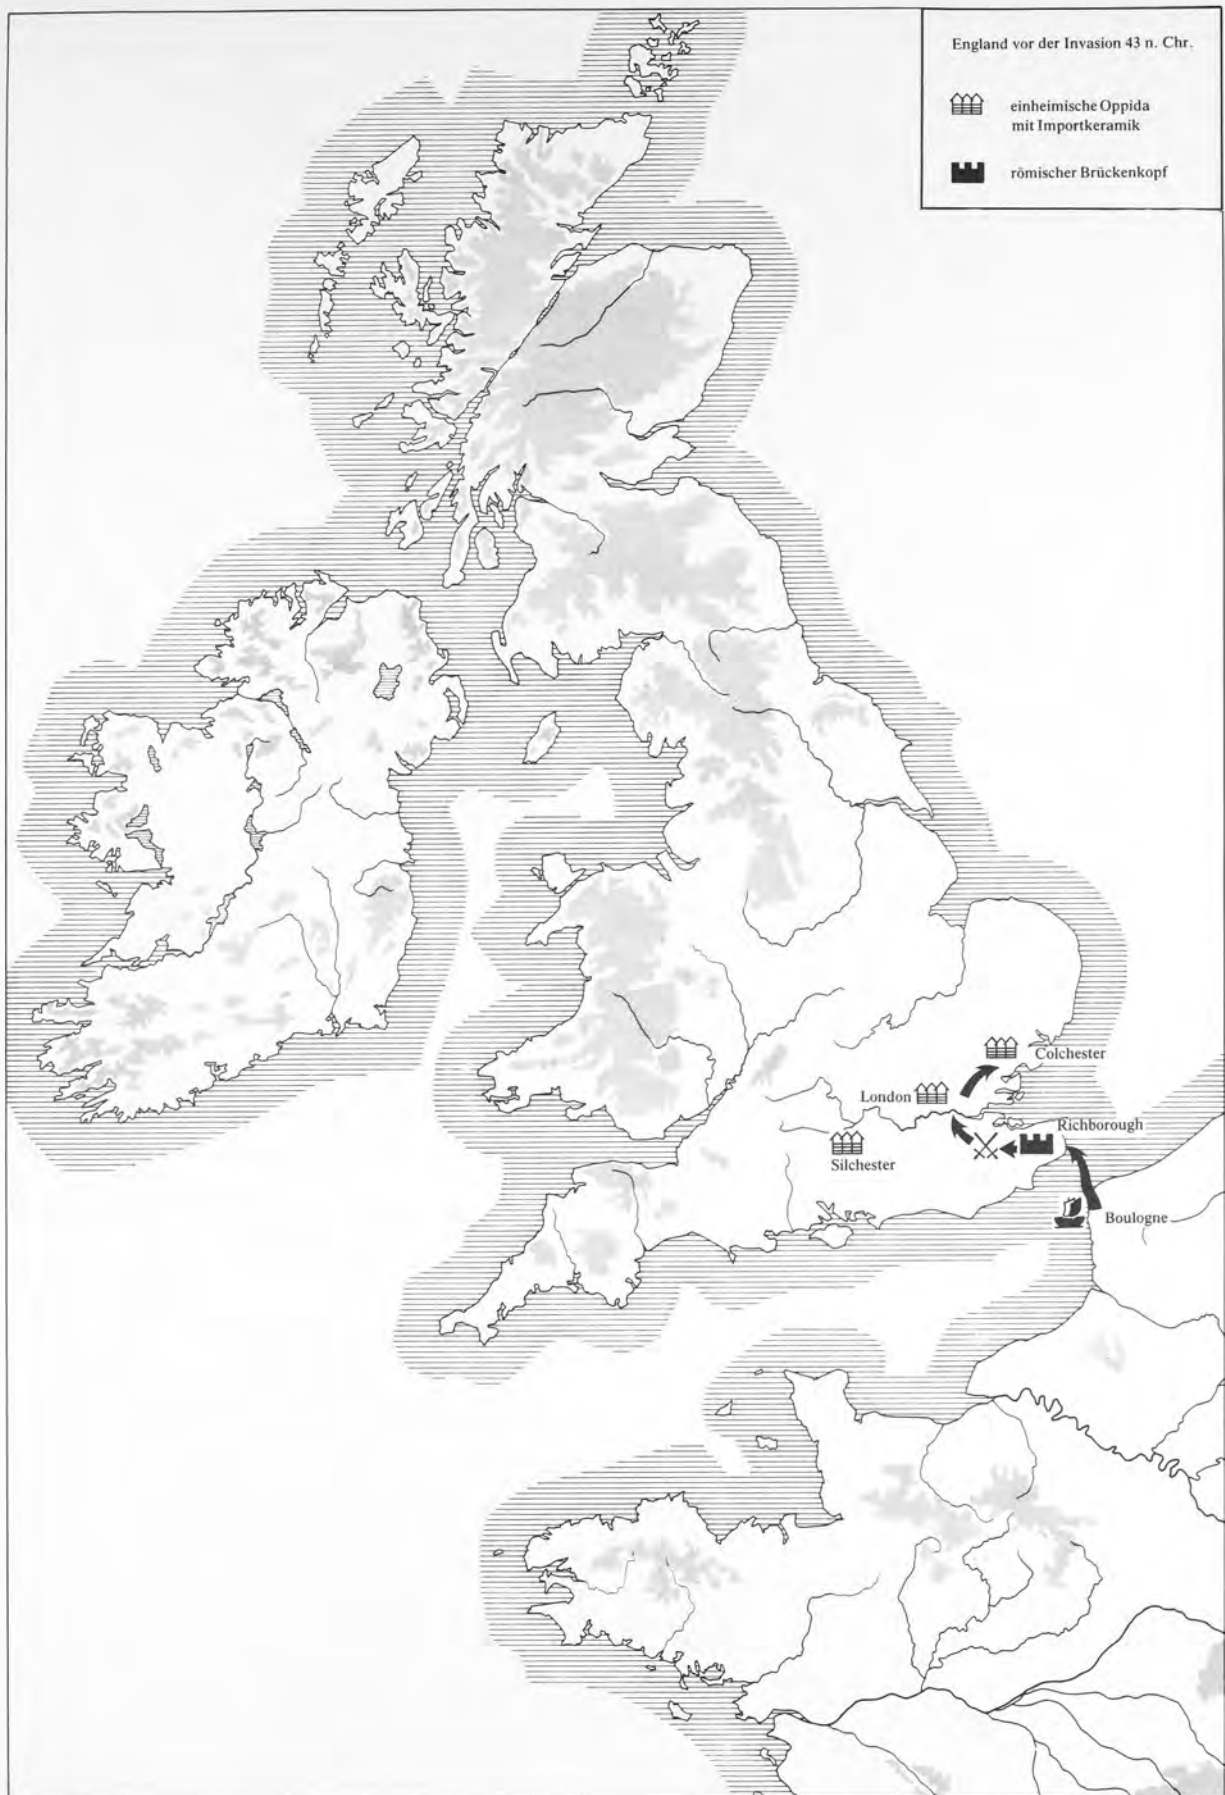 England vor der Invasion 43 n. Chr.
einheimische Oppida
mit Importkeramik
römischer Brückenkopf
Colchester
London
Richborough
Silchester
Boulogne